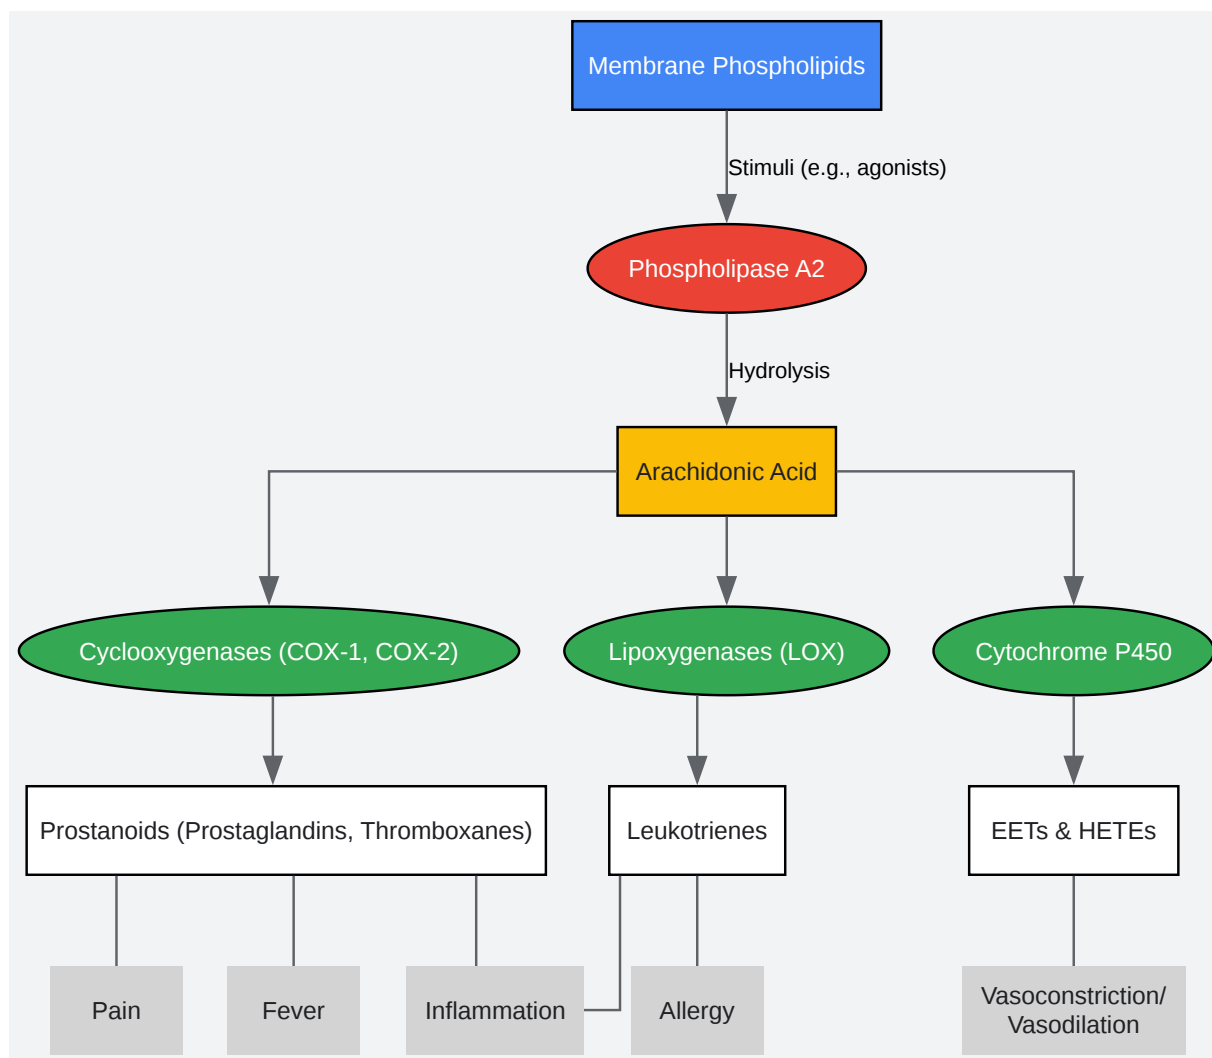 Membrane Phospholipids
Stimuli (e.g., agonists)
Phospholipase A2
Hydrolysis
Arachidonic Acid
Cyclooxygenases (COX-1, COX-2)
Lipoxygenases (LOX)
Cytochrome P450
Prostanoids (Prostaglandins, Thromboxanes)
Leukotrienes
EETs & HETEs
Pain
Fever
Inflammation
Allergy
Vasoconstriction/
Vasodilation